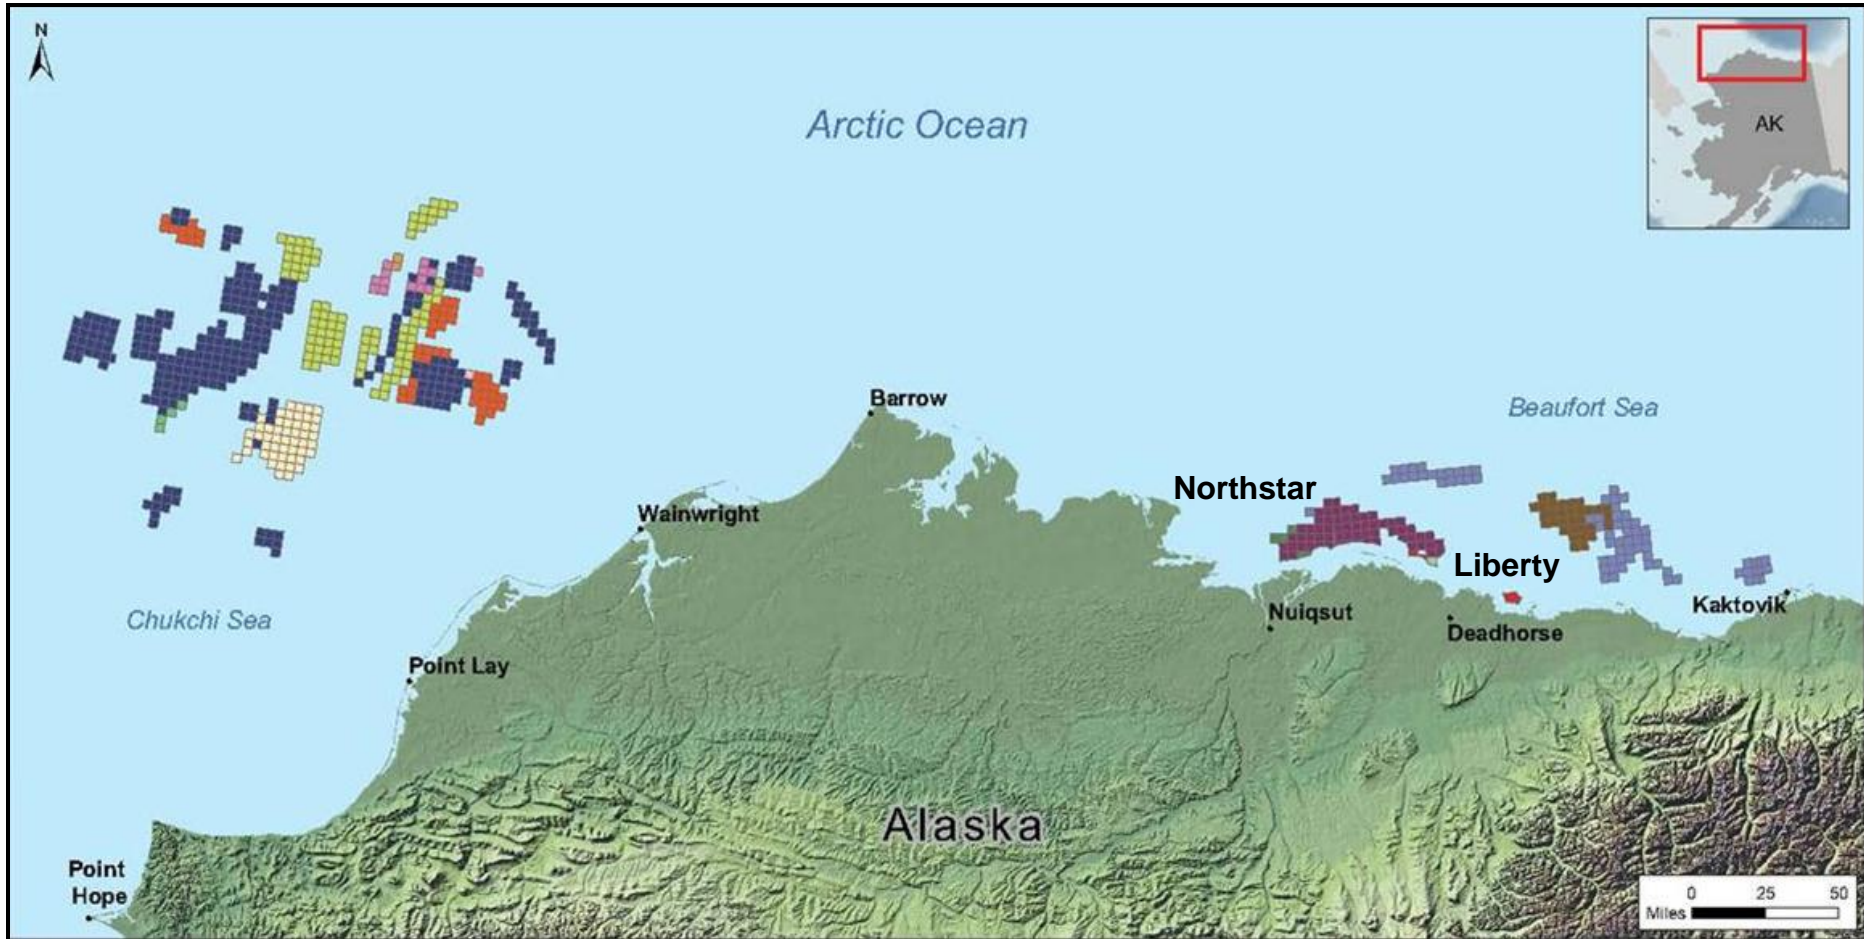 N
AK
Arctic Ocean
Barrow
Beaufort Sea
Northstar
Wainwright
Liberty
Chukchi Sea
Nuiqsut
Kaktovik
Deadhorse
Point Lay
Alaska
Point
Hope
0 25 50
Miles